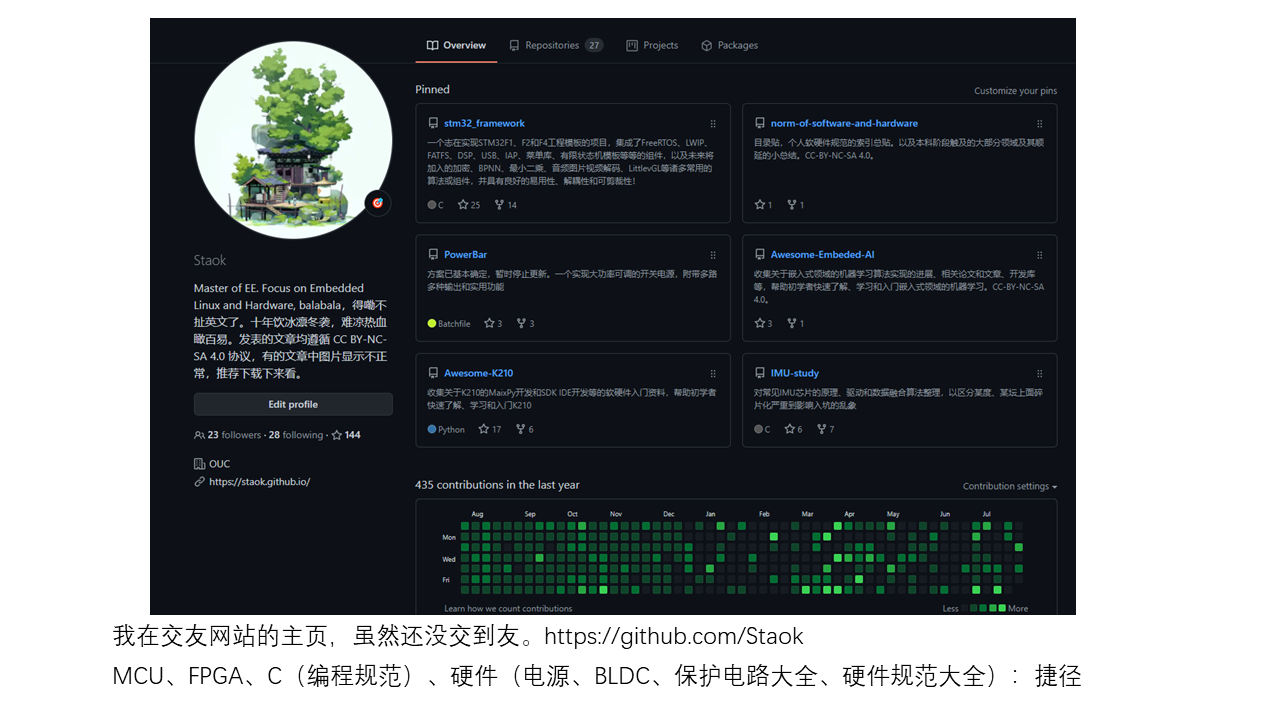 Overview Repositories 27 Projects Packages
Pinned
Customize your pins
stm32_framework
一个志在实现STM32F1、F2和F4工程模板的项目，集成了FreeRTOS、LWIP、
FATFS、DSP、USB、IAP、菜单库、有限状态机模板等等的组件，以及未来将
加入的加密、BPNN、最小二乘、音频图片视频解码、LittlevGL等诸多常用的
算法或组件，并具有良好的易用性、解耦性和可剪裁性！
C 25 14
norm-of-software-and-hardware
目录贴，个人软硬件规范的索引总贴。以及本科阶段触及的大部分领域及其顺
延的小总结。CC-BY-NC-SA 4.0。
1 1
PowerBar
方案已基本确定，暂时停止更新。一个实现大功率可调的开关电源，附带多路
多种输出和实用功能
Batchfile 3 3
Awesome-Embeded-AI
收集关于嵌入式领域的机器学习算法实现的进展、相关论文和文章、开发库
等，帮助初学者快速了解、学习和入门嵌入式领域的机器学习。CC-BY-NC-SA
4.0。
3 1
Awesome-K210
收集关于K210的MaixPy开发和SDK IDE开发等的软硬件入门资料，帮助初学者
快速了解、学习和入门K210
Python 17 6
IMU-study
对常见IMU芯片的原理、驱动和数据融合算法整理，以区分某度、某坛上面碎
片化严重到影响入坑的乱象
C 6 7
Staok
Master of EE. Focus on Embedded
Linux and Hardware, balabala，得嘞不
扯英文了。十年饮冰凛冬袭，难凉热血
瞰百易。发表的文章均遵循 CC BY-NC-
SA 4.0 协议，有的文章中图片显示不正
常，推荐下载下来看。
Edit profile
23 followers · 28 following · 144
OUC
https://staok.github.io/
435 contributions in the last year
Contribution settings
Aug Sep Oct Nov Dec Jan Feb Mar Apr May Jun Jul
Mon
Wed
Fri
Learn how we count contributions
Less More
我在交友网站的主页，虽然还没交到友。https://github.com/Staok
MCU、FPGA、C（编程规范）、硬件（电源、BLDC、保护电路大全、硬件规范大全）：捷径